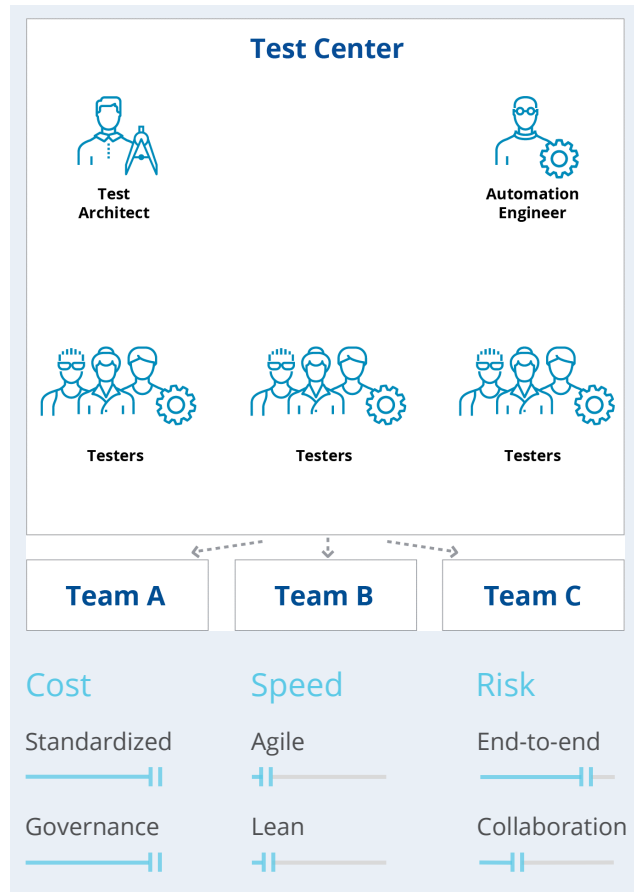 Test Center
Test
Architect
Automation
Engineer
Testers
Testers
Testers
Team A
Team B
Team C
Cost
Speed
Risk
Standardized
Agile
End-to-end
Governance
Lean
Collaboration